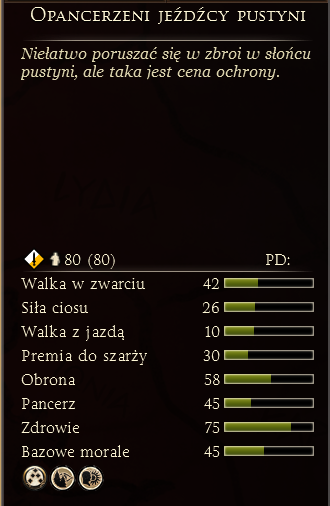 Opancerzeni jeźdźcy pustyni
Niełatwo poruszać się w zbroi w słońcu
pustyni, ale taka jest cena ochrony.
80 (80) PD:
Walka w zwarciu 42
Siła ciosu 26
Walka z jazdą 10
Premia do szarży 30
Obrona 58
Pancerz 45
Zdrowie 75
Bazowe morale 45